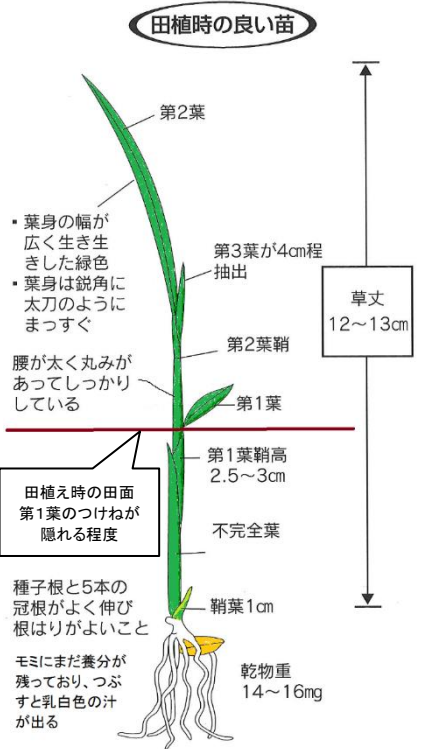 田植時の良い苗
第2葉
・葉身の幅が
広く生き生
きした緑色
・葉身は鋭角に
太刀のように
まっすぐ
第3葉が4cm程
抽出
草丈
12～13cm
第2葉鞘
腰が太く丸みが
あってしっかり
している
第1葉
第1葉鞘高
2.5～3cm
田植え時の田面
第1葉のつけねが
隠れる程度
不完全葉
種子根と5本の
冠根がよく伸び
根はりがよいこと
鞘葉1cm
モミにまだ養分が
残っており、つぶ
すと乳白色の汁
が出る
乾物重
14～16mg